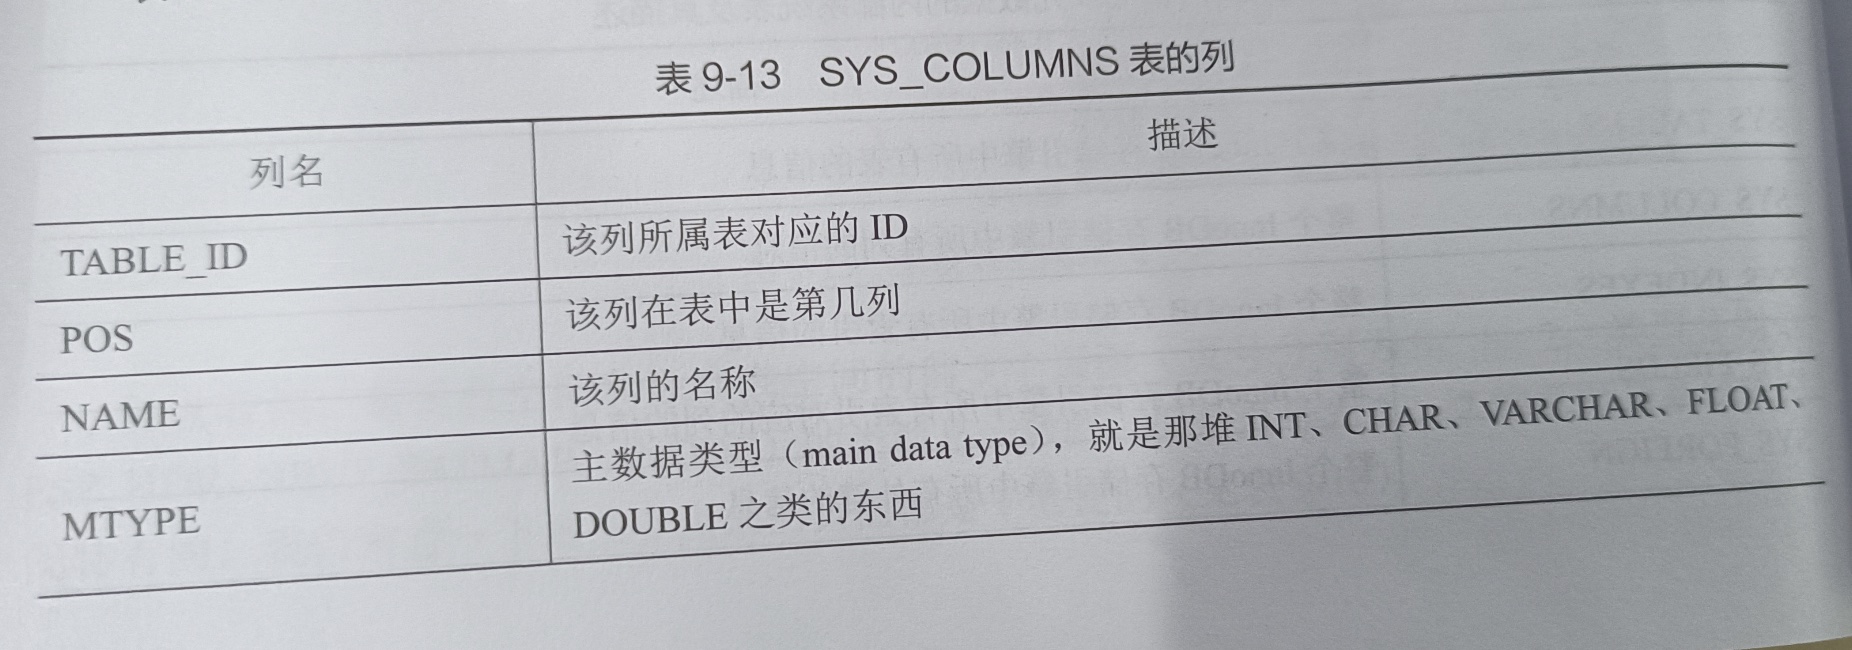 表 9-13 SYS_COLUMNS 表的列
列名 描述
TABLE_ID 该列所属表对应的 ID
POS 该列在表中是第几列
NAME 该列的名称
MTYPE 主数据类型（main data type），就是那堆 INT、CHAR、VARCHAR、FLOAT、
DOUBLE 之类的东西